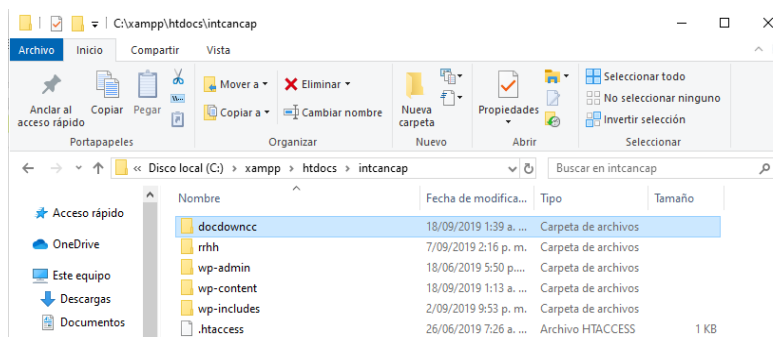 C:\xampp\htdocs\intcancap
Archivo Inicio Compartir Vista
Anclar al acceso rápido
Copiar
Pegar
Mover a
Copiar a
Eliminar
Cambiar nombre
Nueva carpeta
Propiedades
Seleccionar todo
No seleccionar ninguno
Invertir selección
Portapapeles Organizar Nuevo Abrir Seleccionar
« Disco local (C:) > xampp > htdocs > intcancap
Buscar en intcancap
Nombre Fecha de modifica... Tipo Tamaño
Acceso rápido
OneDrive
Este equipo
Descargas
Documentos
docdowncc 18/09/2019 1:39 a. ... Carpeta de archivos
rrhh 7/09/2019 2:16 p. m. Carpeta de archivos
wp-admin 18/06/2019 5:50 p.... Carpeta de archivos
wp-content 18/09/2019 1:13 a. ... Carpeta de archivos
wp-includes 2/09/2019 9:53 p. m. Carpeta de archivos
.htaccess 26/06/2019 7:26 a. ... Archivo HTACCESS 1 KB